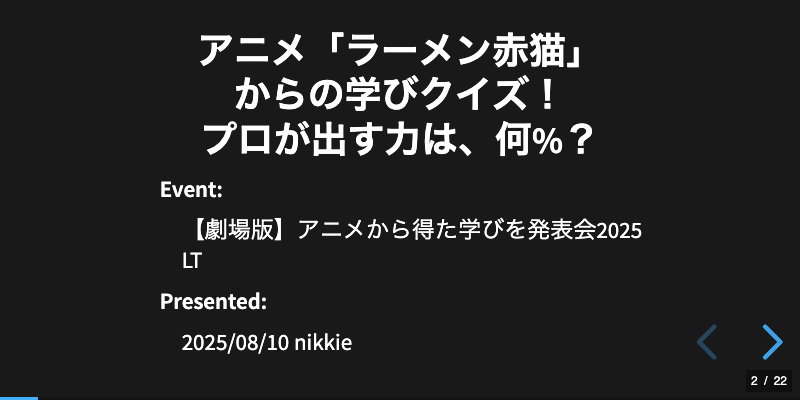 アニメ「ラーメン赤猫」
からの学びクイズ！
プロが出す力は、何%？
Event:
【劇場版】アニメから得た学びを発表会2025
LT
Presented:
2025/08/10 nikkie
2 / 22